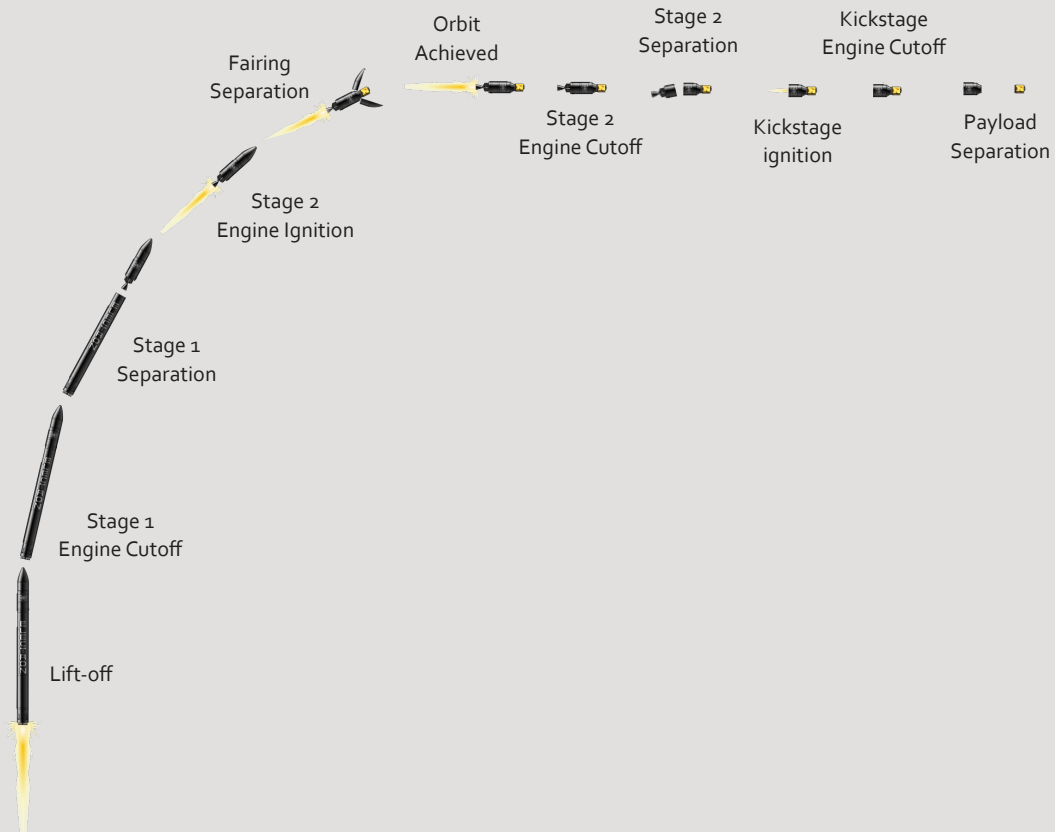 Orbit
Achieved
Stage 2
Separation
Kickstage
Engine Cutoff
Fairing
Separation
Stage 2
Engine Cutoff
Kickstage
ignition
Payload
Separation
Stage 2
Engine Ignition
Stage 1
Separation
Stage 1
Engine Cutoff
Lift-off